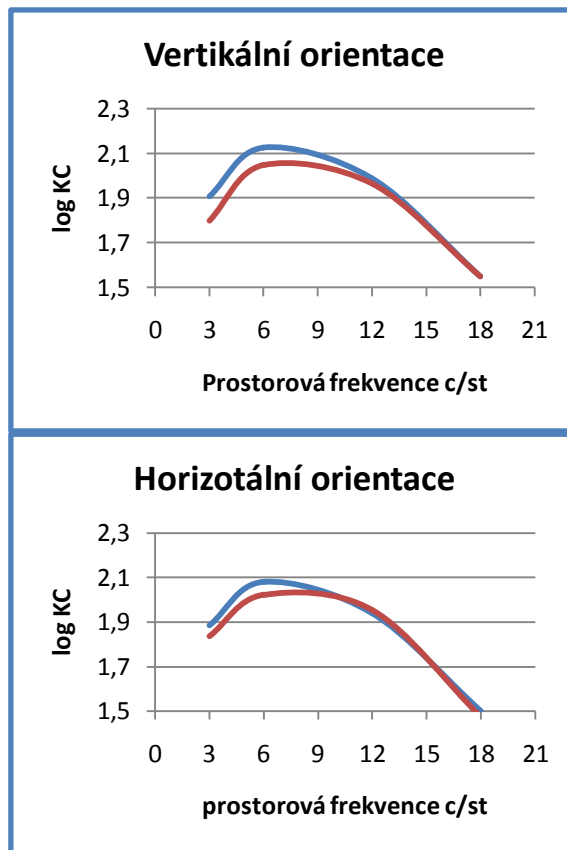 Vertikální orientace
2,3
2,1
1,9
1,7
1,5
log KC
0 3 6 9 12 15 18 21
Prostorová frekvence c/st
Horizotální orientace
2,3
2,1
1,9
1,7
1,5
log KC
0 3 6 9 12 15 18 21
prostorová frekvence c/st